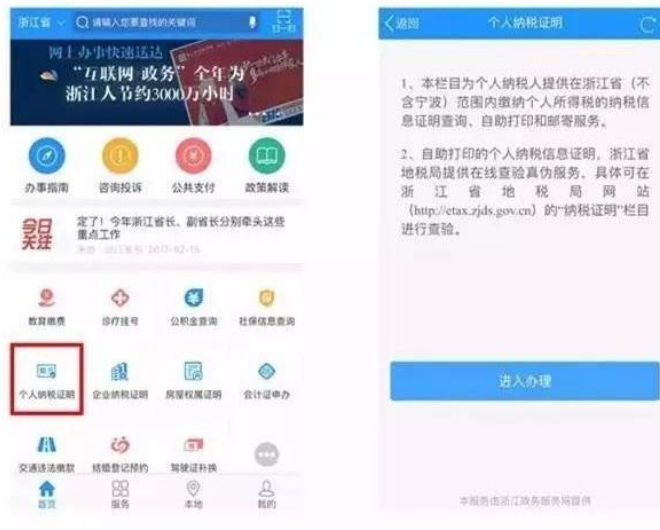 浙江省
请输入您要查找的关键词
扫一扫
网上办事快速送达
“互联网+政务”全年为
浙江人节约3000万小时
办事指南
咨询投诉
公共支付
政策解读
今日
关注
定了！今年浙江省长、副省长分别牵头这些
重点工作
2017-02-15
教育缴费
诊疗挂号
公积金查询
社保信息查询
个人纳税证明
企业纳税证明
房屋权属证明
会计证申办
交通违法缴款
结婚登记预约
驾驶证补换
首页
服务
本地
我的
返回
个人纳税证明
1、本栏目为个人纳税人提供在浙江省（不
含宁波）范围内缴纳个人所得税的纳税信
息证明查询、自助打印和邮寄服务。
2、自助打印的个人纳税信息证明，浙江省
地税局提供在线查验真伪服务，具体可在
浙江省地税局网站
（http://etax.zjds.gov.cn）的“纳税证明”栏目
进行查验。
进入办理
本服务由浙江政务服务网提供